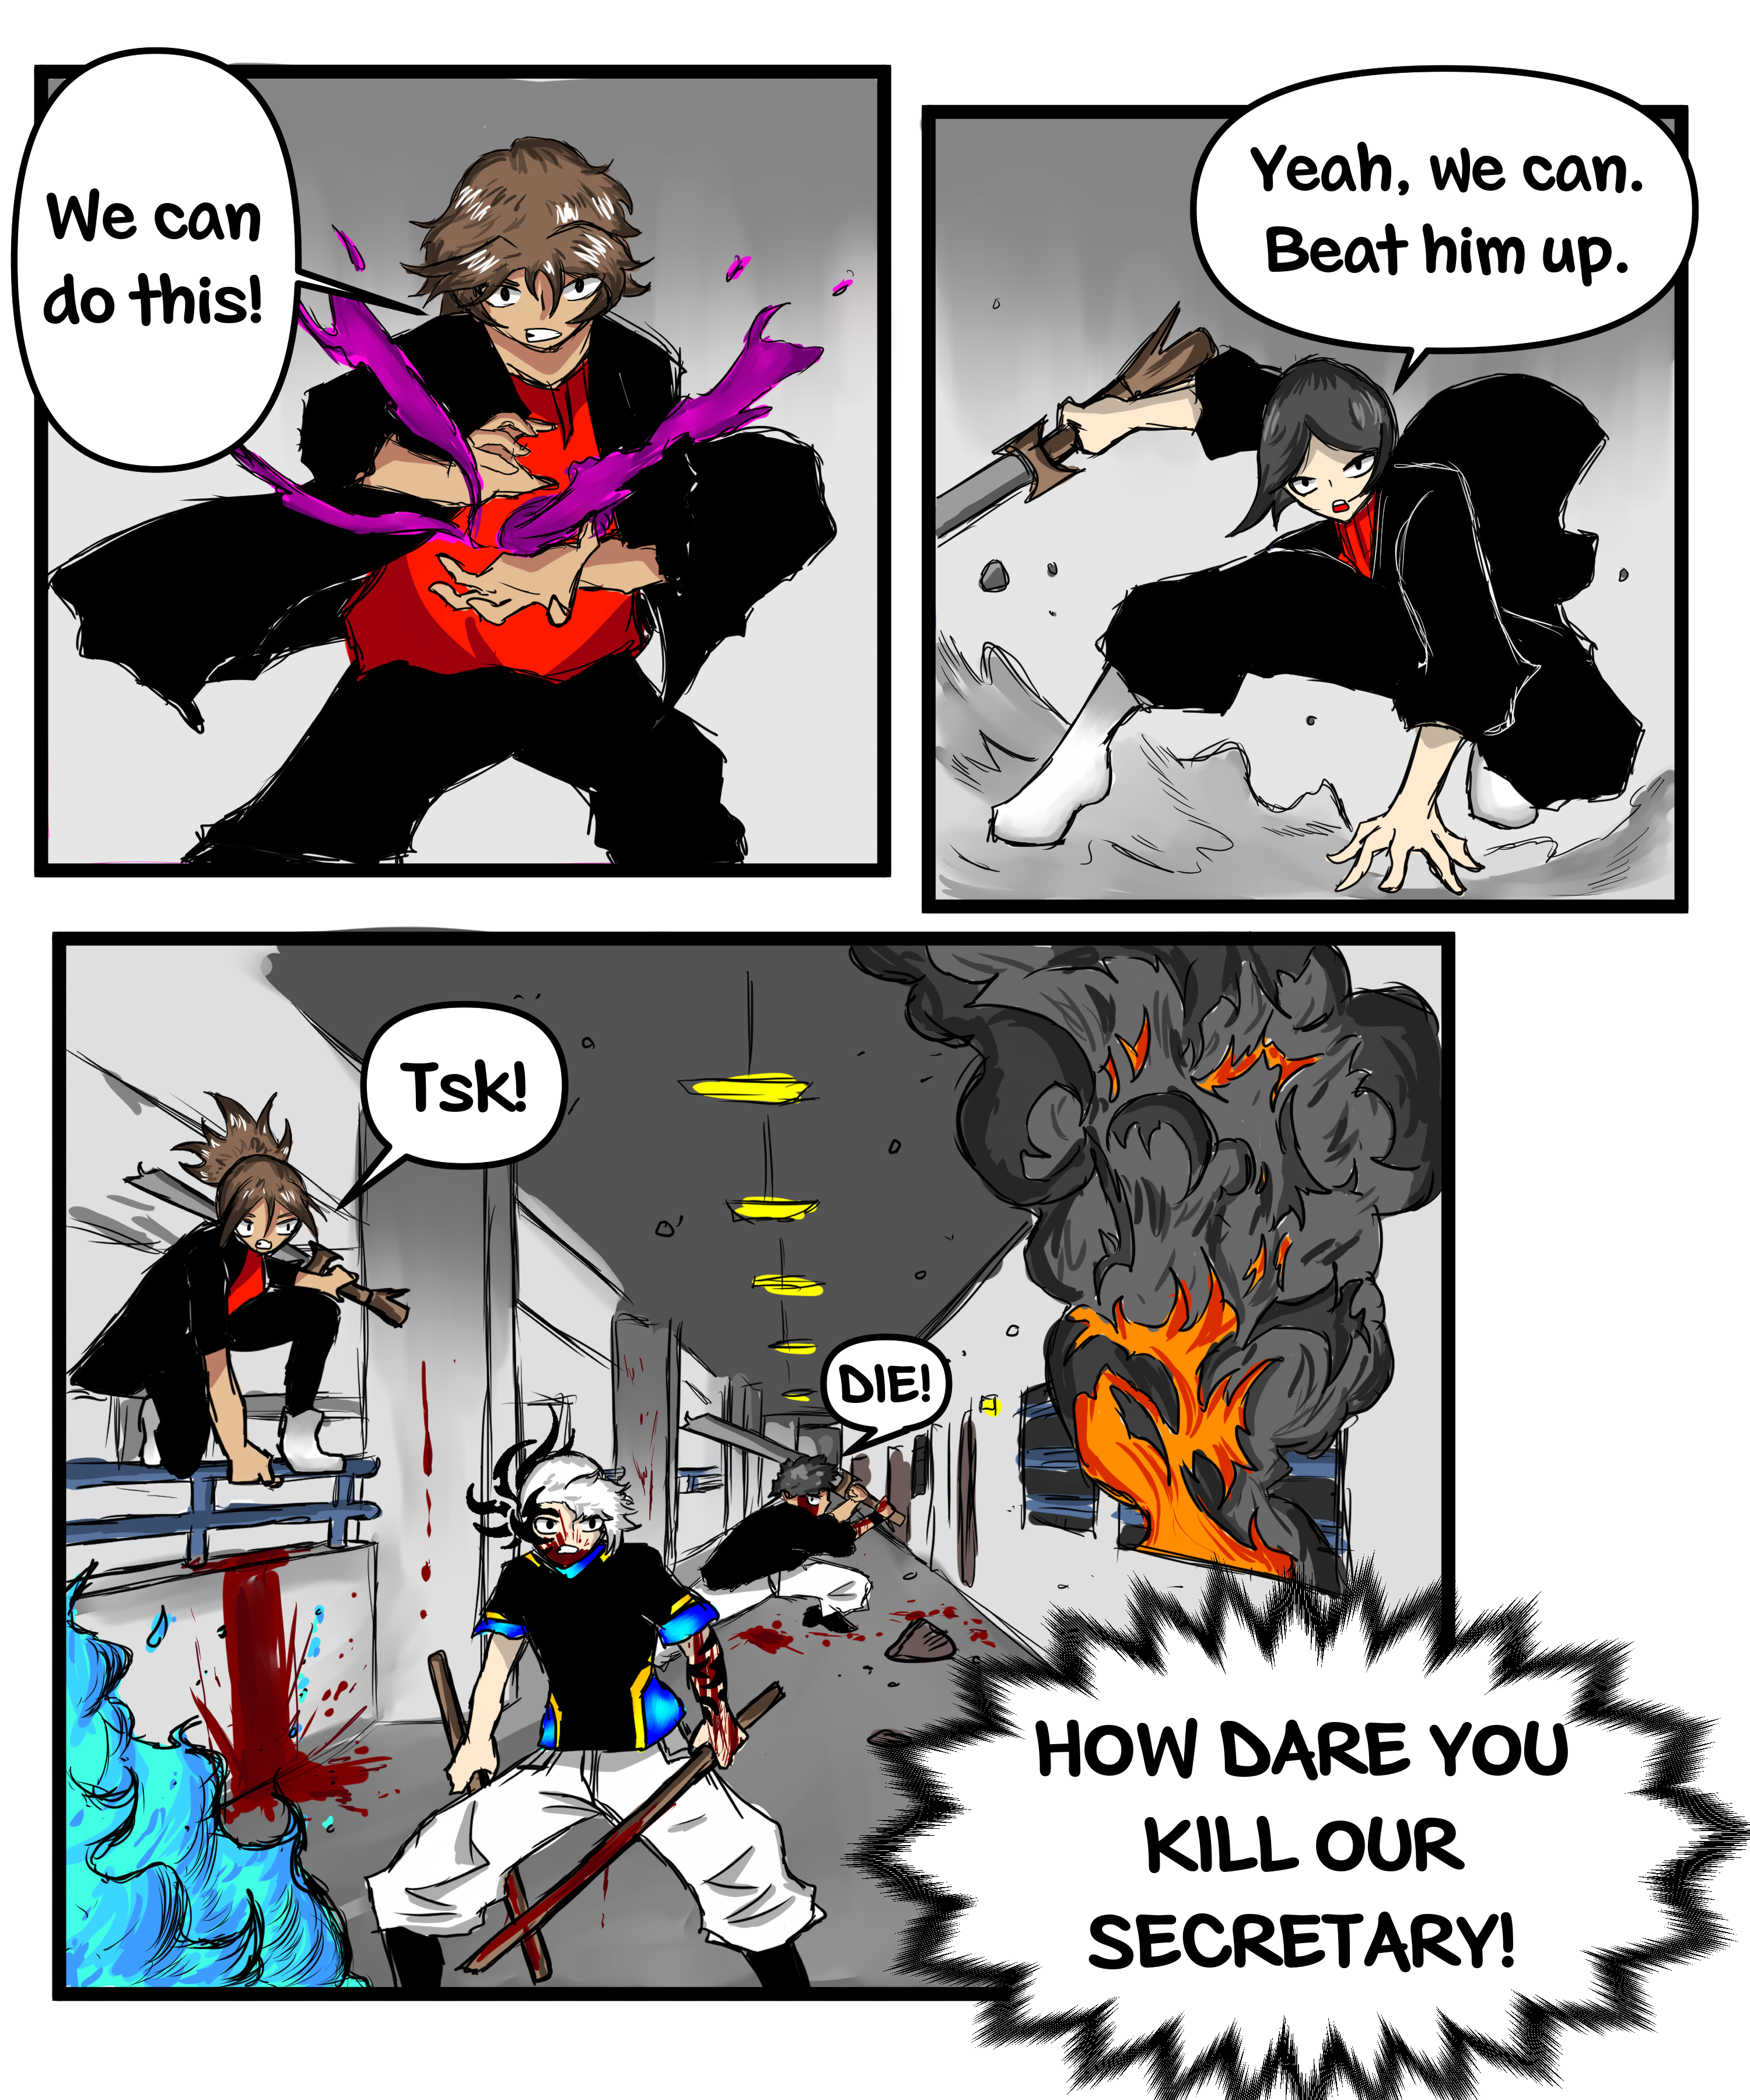 We can
do this!
Yeah, we can.
Beat him up.
Tsk!
DIE!
HOW DARE YOU
KILL OUR
SECRETARY!